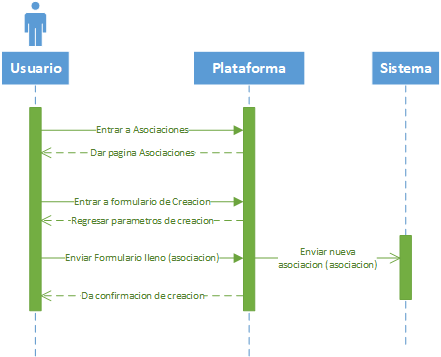 Usuario
Plataforma
Sistema
Entrar a Asociaciones
Dar pagina Asociaciones
Entrar a formulario de Creacion
Regresar parametros de creacion
Enviar Formulario lleno (asociacion)
Enviar nueva
asociacion (asociacion)
Da confirmacion de creacion